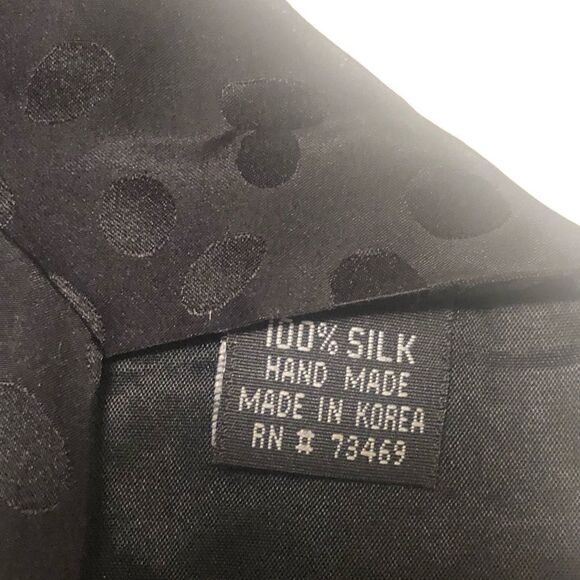 100% SILK
HAND MADE
MADE IN KOREA
RN # 73469